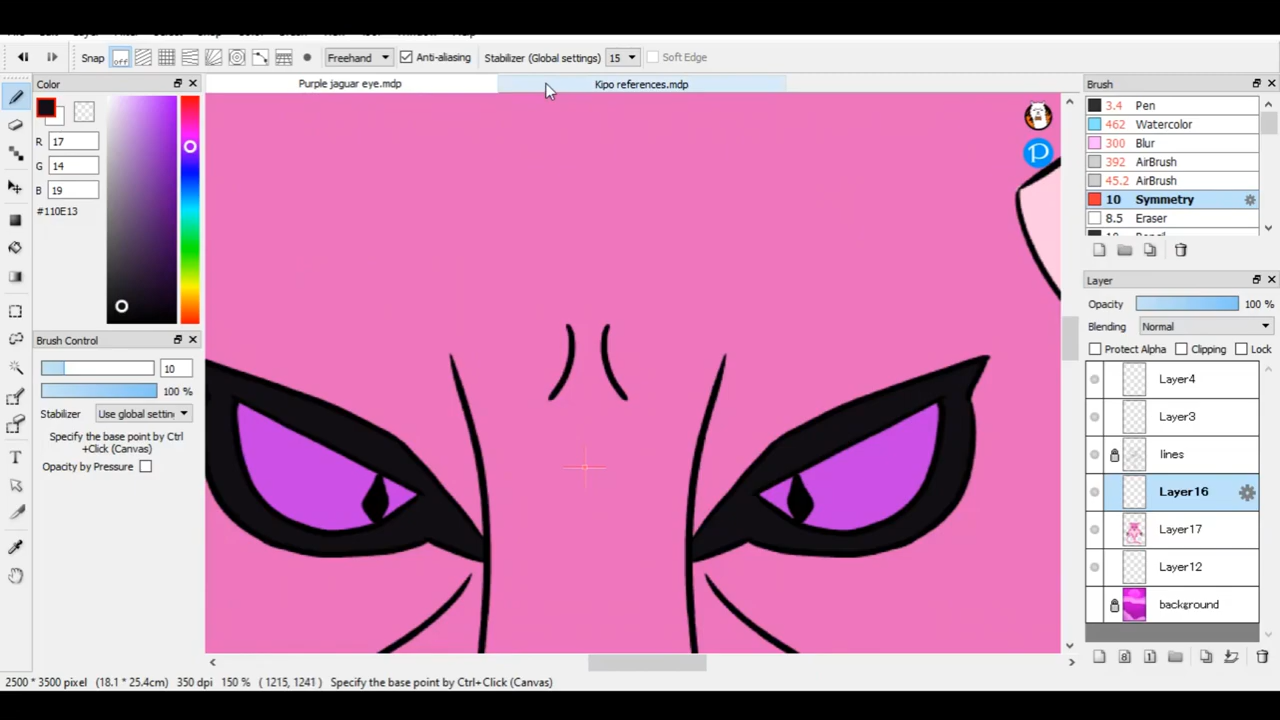 Snap off Freehand Anti-aliasing Stabilizer (Global settings) 15 Soft Edge
Color
Purple jaguar eye.mdp
Kipo references.mdp
R 17
G 14
B 19
#110E13
Brush Control
10
100 %
Stabilizer Use global settin
Specify the base point by Ctrl
+Click (Canvas)
Opacity by Pressure
Brush
3.4 Pen
462 Watercolor
300 Blur
392 AirBrush
45.2 AirBrush
10 Symmetry
8.5 Eraser
Layer
Opacity 100 %
Blending Normal
Protect Alpha Clipping Lock
Layer4
Layer3
lines
Layer16
Layer17
Layer12
background
2500 * 3500 pixel (18.1 * 25.4cm) 350 dpi 150 % ( 1215, 1241 ) Specify the base point by Ctrl+Click (Canvas)